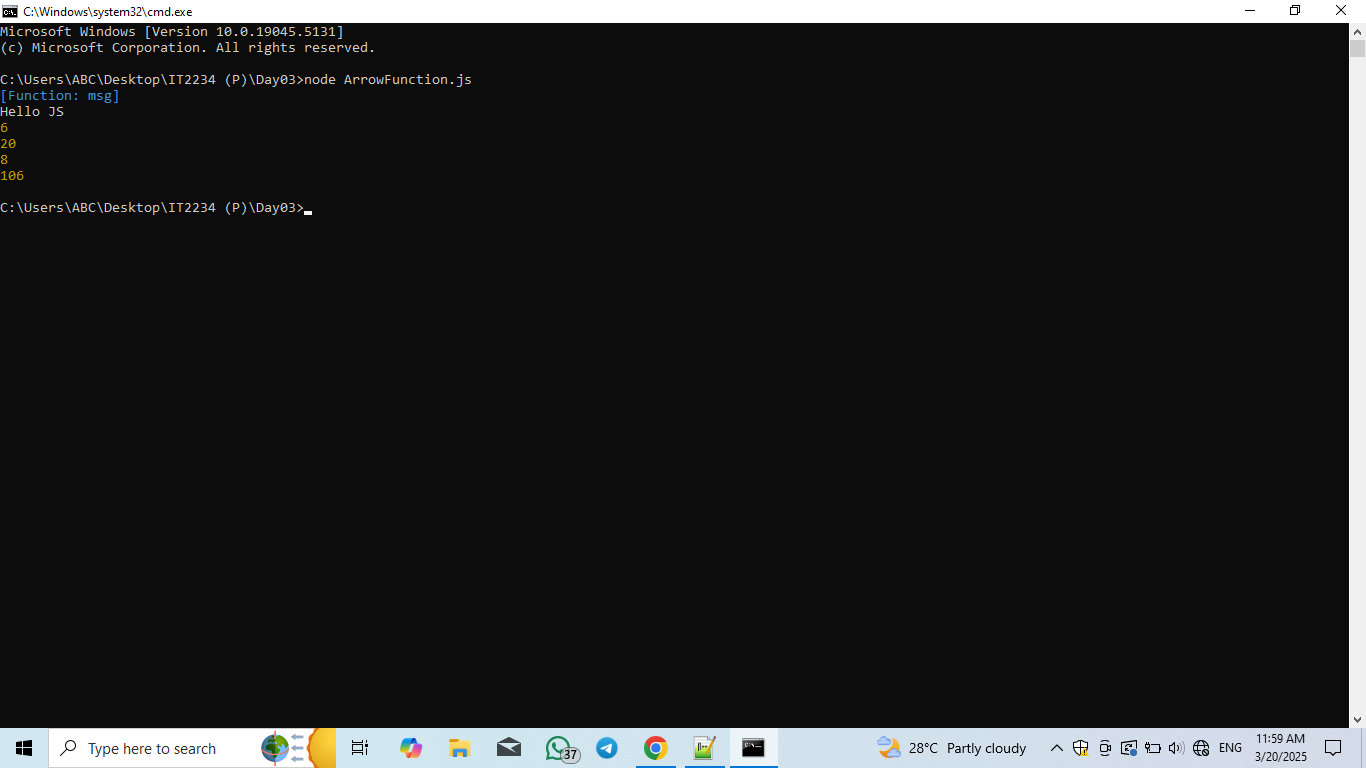 C:\Windows\system32\cmd.exe
Microsoft Windows [Version 10.0.19045.5131]
(c) Microsoft Corporation. All rights reserved.
C:\Users\ABC\Desktop\IT2234 (P)\Day03>node ArrowFunction.js
[Function: msg]
Hello JS
6
20
8
106
C:\Users\ABC\Desktop\IT2234 (P)\Day03>
Type here to search
37
28°C Partly cloudy
ENG
11:59 AM
3/20/2025